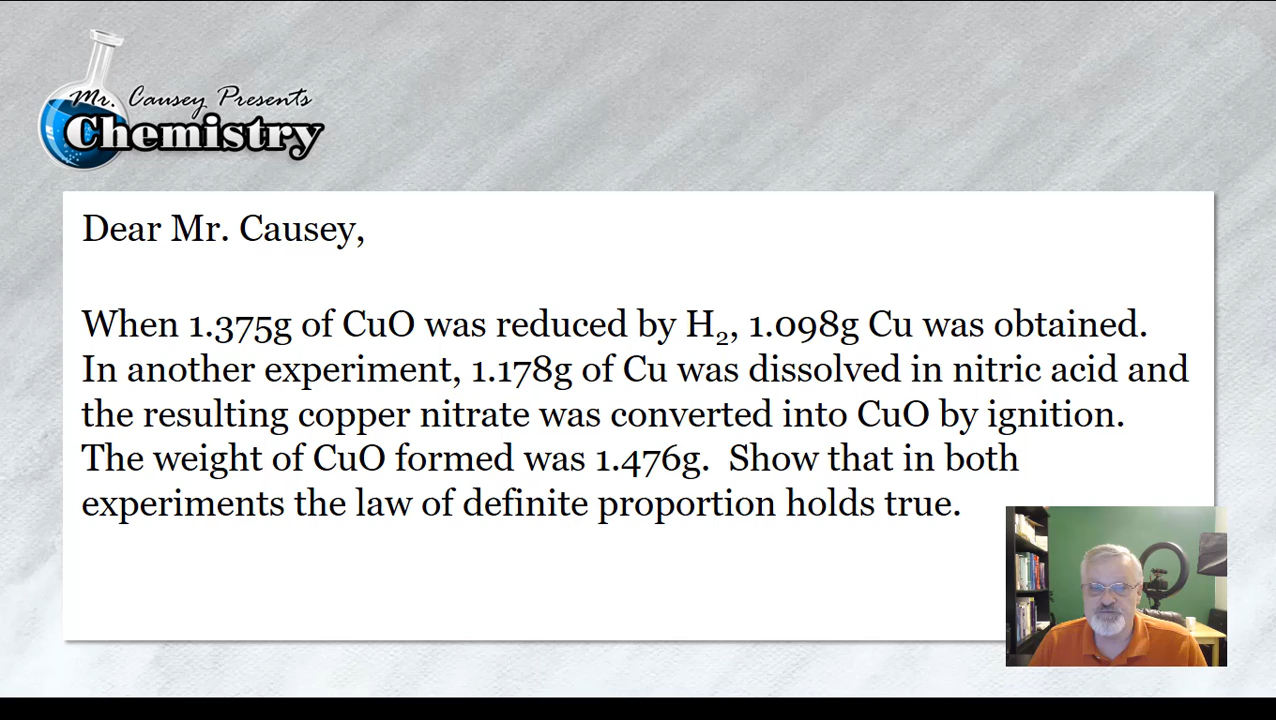 Mr. Causey Presents
Chemistry
Dear Mr. Causey,
When 1.375g of CuO was reduced by H₂, 1.098g Cu was obtained.
In another experiment, 1.178g of Cu was dissolved in nitric acid and
the resulting copper nitrate was converted into CuO by ignition.
The weight of CuO formed was 1.476g.  Show that in both
experiments the law of definite proportion holds true.